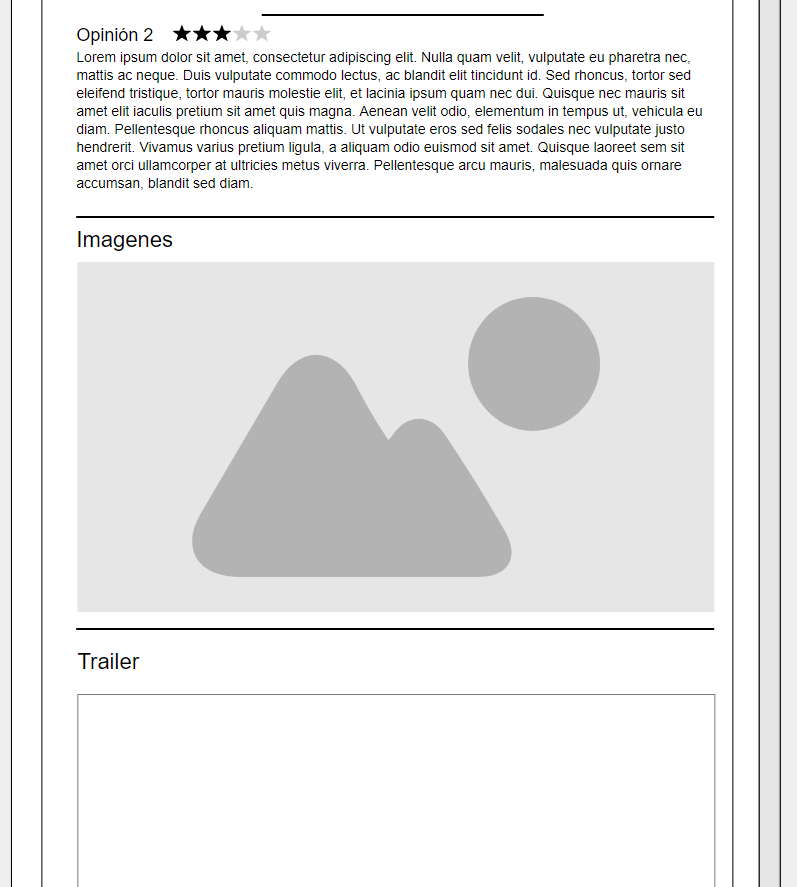 Opinión 2
Lorem ipsum dolor sit amet, consectetur adipiscing elit. Nulla quam velit, vulputate eu pharetra nec,
mattis ac neque. Duis vulputate commodo lectus, ac blandit elit tincidunt id. Sed rhoncus, tortor sed
eleifend tristique, tortor mauris molestie elit, et lacinia ipsum quam nec dui. Quisque nec mauris sit
amet elit iaculis pretium sit amet quis magna. Aenean velit odio, elementum in tempus ut, vehicula eu
diam. Pellentesque rhoncus aliquam mattis. Ut vulputate eros sed felis sodales nec vulputate justo
hendrerit. Vivamus varius pretium ligula, a aliquam odio euismod sit amet. Quisque laoreet sem sit
amet orci ullamcorper at ultricies metus viverra. Pellentesque arcu mauris, malesuada quis ornare
accumsan, blandit sed diam.
Imagenes
Trailer